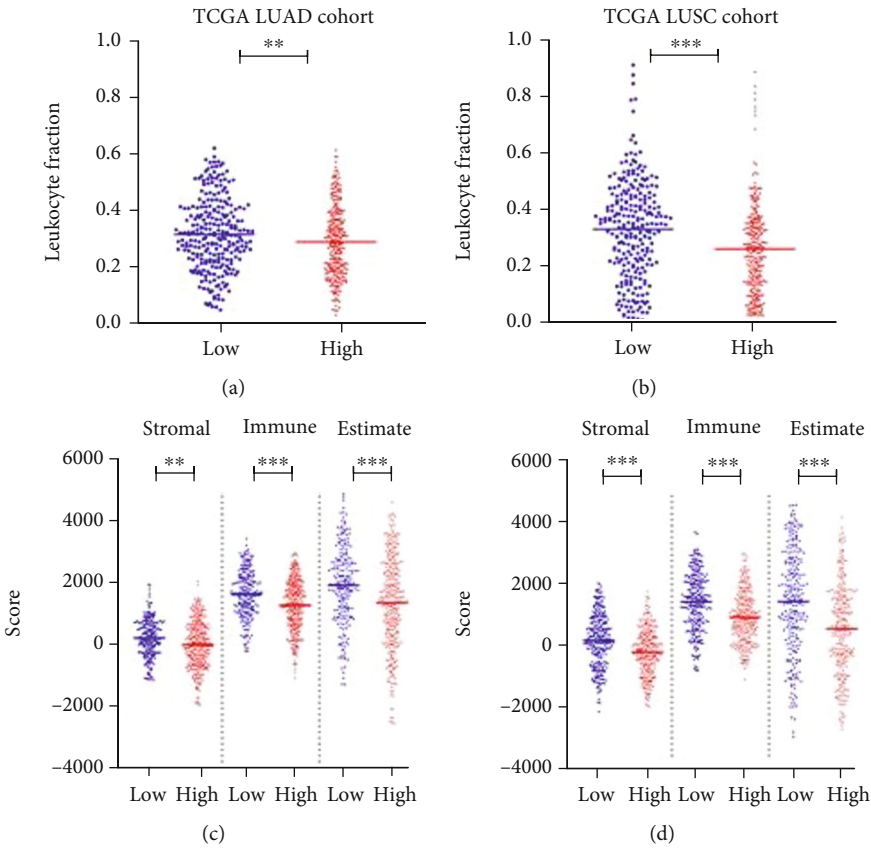 TCGA LUAD cohort
**
1.0
0.8
0.6
0.4
0.2
0.0
Leukocyte fraction
Low High
(a)
TCGA LUSC cohort
***
1.0
0.8
0.6
0.4
0.2
0.0
Leukocyte fraction
Low High
(b)
Stromal Immune Estimate
** *** ***
6000
4000
2000
0
−2000
−4000
Score
Low High Low High Low High
(c)
Stromal Immune Estimate
*** *** ***
6000
4000
2000
0
−2000
−4000
Score
Low High Low High Low High
(d)